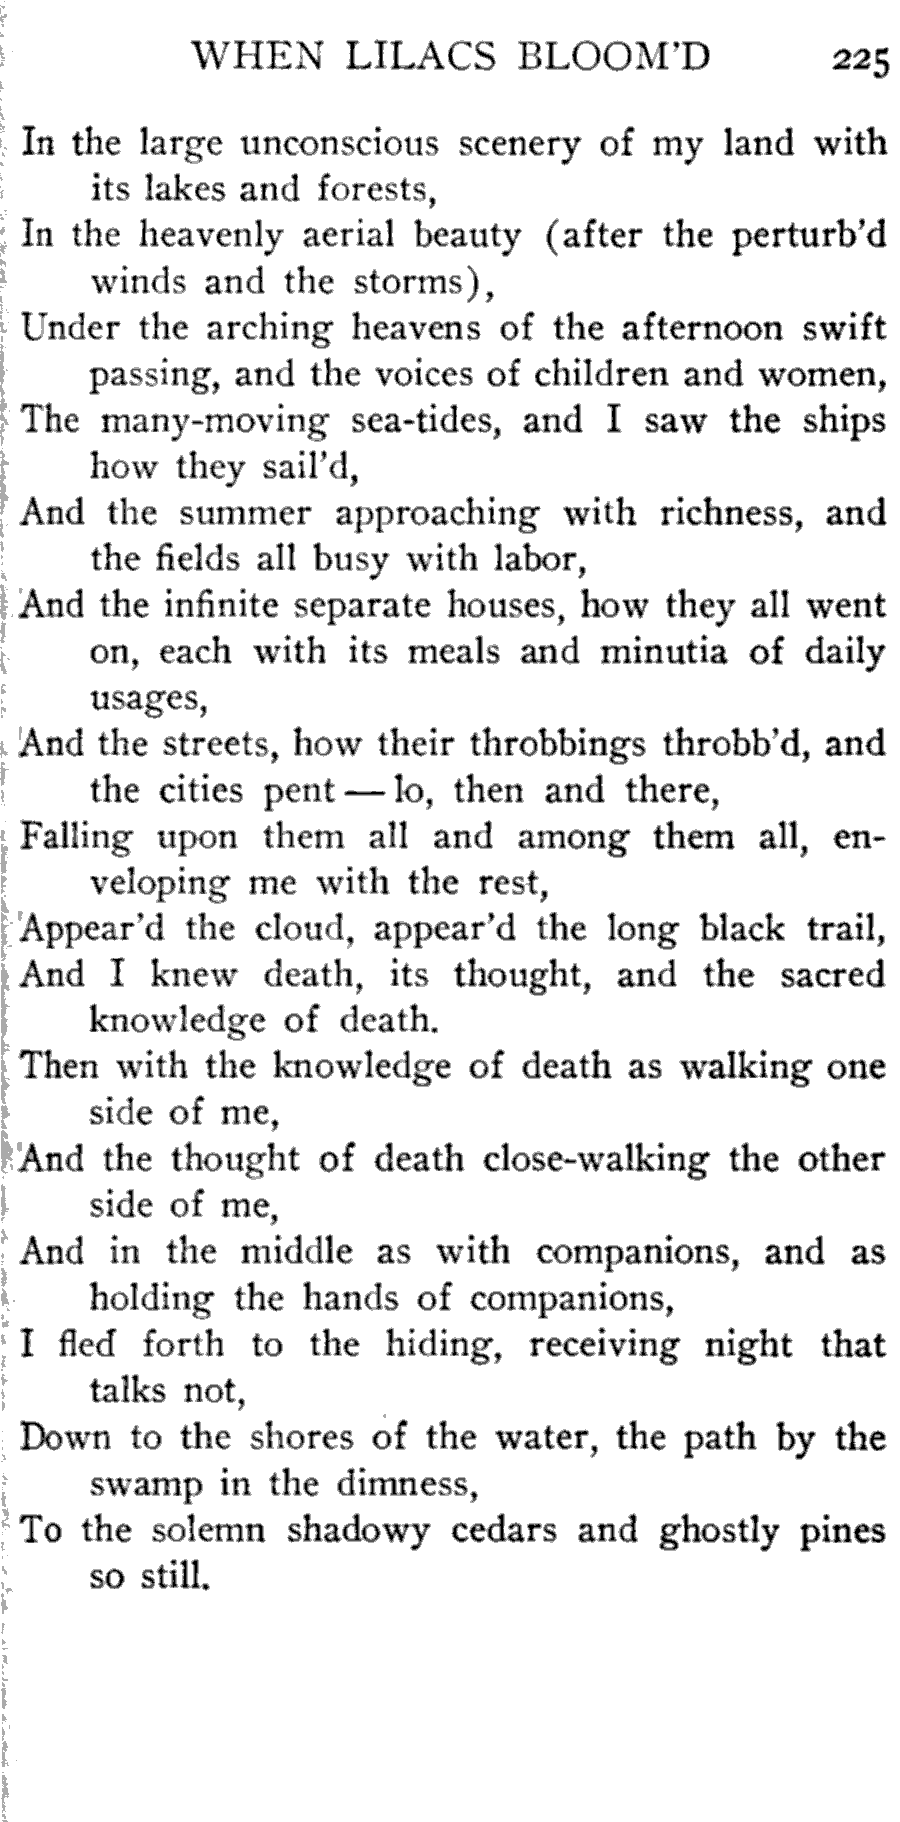 WHEN LILACS BLOOM'D 225
In the large unconscious scenery of my land with
its lakes and forests,
In the heavenly aerial beauty (after the perturb'd
winds and the storms),
Under the arching heavens of the afternoon swift
passing, and the voices of children and women,
The many-moving sea-tides, and I saw the ships
how they sail'd,
And the summer approaching with richness, and
the fields all busy with labor,
And the infinite separate houses, how they all went
on, each with its meals and minutia of daily
usages,
And the streets, how their throbbings throbb'd, and
the cities pent — lo, then and there,
Falling upon them all and among them all, en-
veloping me with the rest,
Appear'd the cloud, appear'd the long black trail,
And I knew death, its thought, and the sacred
knowledge of death.
Then with the knowledge of death as walking one
side of me,
And the thought of death close-walking the other
side of me,
And in the middle as with companions, and as
holding the hands of companions,
I fled forth to the hiding, receiving night that
talks not,
Down to the shores of the water, the path by the
swamp in the dimness,
To the solemn shadowy cedars and ghostly pines
so still.